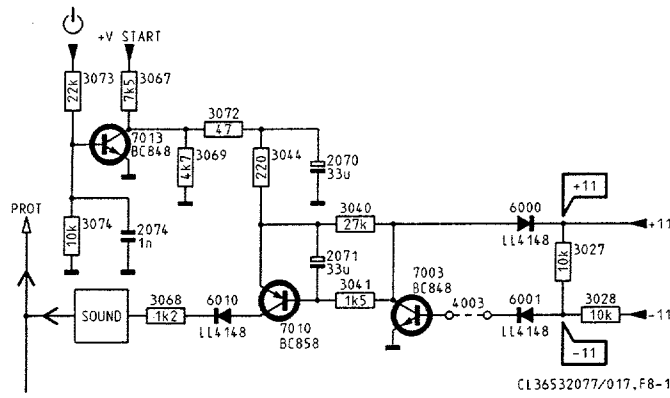 +V START
3073
22k
3067
7k5
3072
47
7013
BC848
3069
4k7
3044
220
2070
33u
PROT
3074
10k
2074
1n
3040
27k
6000
LL4148
+11
+11
3027
10k
2071
33u
3041
1k5
7003
BC848
4003
6001
LL4148
3028
10k
-11
SOUND
3068
1k2
6010
LL4148
7010
BC858
-11
CL36532077/017.F8-1